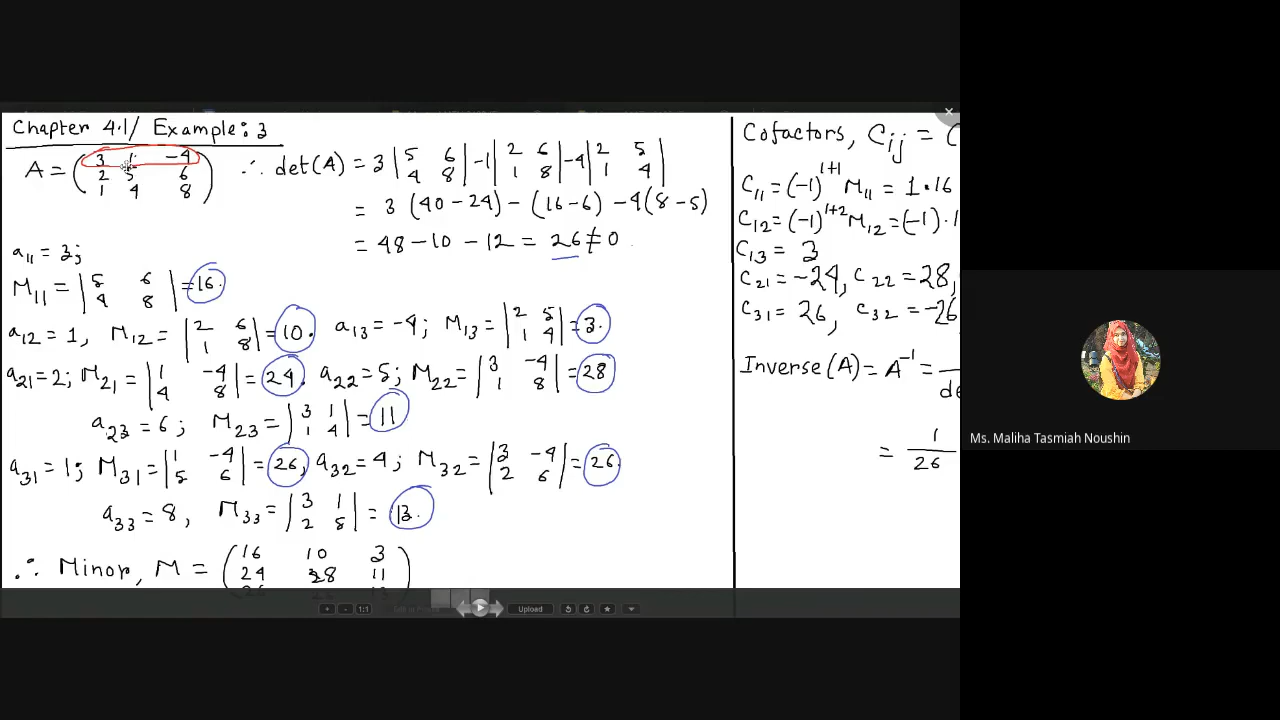 Chapter 4.1/ Example: 3
A = ( 3 1 -4
2 5 6
1 4 8 )
∴ det(A) = 3 | 5 6 4 8 | -1 | 2 6 1 8 | -4 | 2 5 1 4 |
= 3 (40-24) - (16-6) -4(8-5)
= 48-10-12 = 26 ≠ 0
a11 = 3;
M11 = | 5 6 4 8 | = 16.
a12 = 1, M12 = | 2 6 1 8 | = 10. a13 = -4; M13 = | 2 5 1 4 | = 3.
a21 = 2; M21 = | 1 -4 4 8 | = 24. a22 = 5; M22 = | 3 -4 1 8 | = 28
a23 = 6; M23 = | 3 1 1 4 | = 11
a31 = 1; M31 = | 1 -4 5 6 | = 26, a32 = 4; M32 = | 3 -4 2 6 | = 26.
a33 = 8, M33 = | 3 1 2 5 | = 13.
∴ Minor, M = ( 16 10 3
24 28 11
Cofactors, Cij = (
C11 = (-1)^1+1 M11 = 1·16
C12 = (-1)^1+2 M12 = (-1)·1
C13 = 3
C21 = -24, C22 = 28,
C31 = 26, C32 = -26
Inverse (A) = A^-1 =
de
= 1
26
+ - 1:1 Upload
Ms. Maliha Tasmiah Noushin